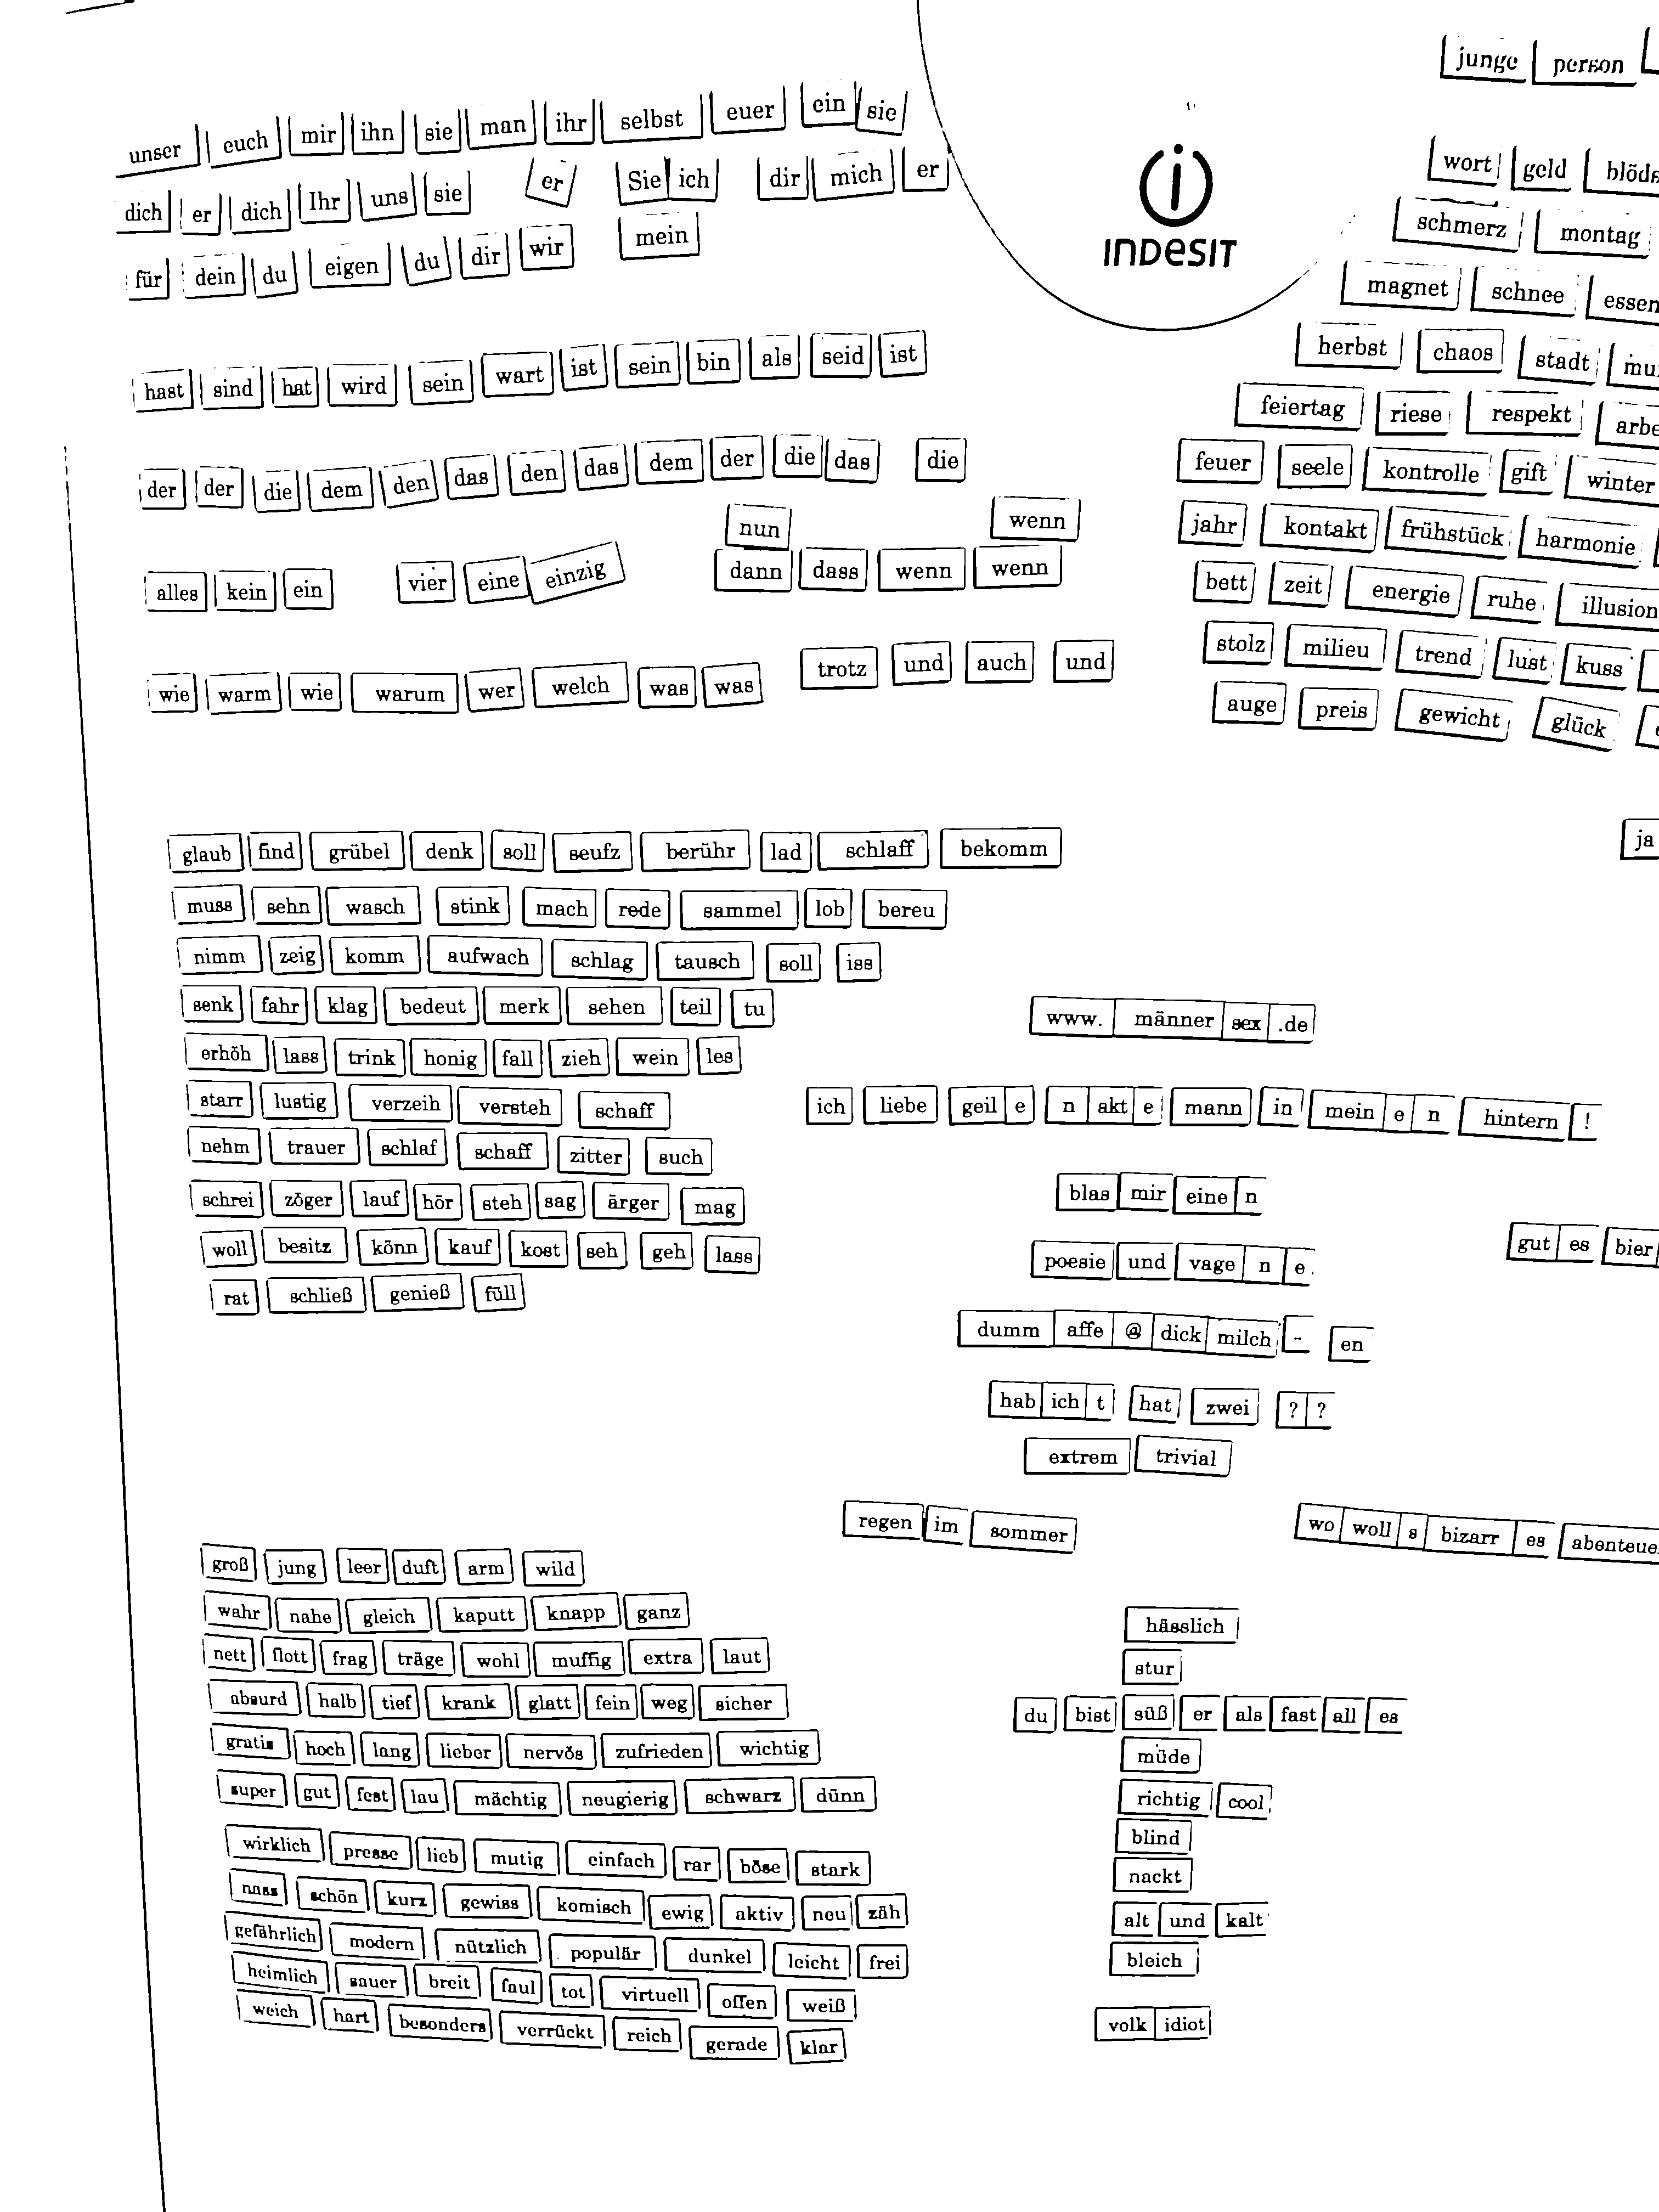 unser euch mir ihn sie man ihr selbst euer ein sie
dich er dich Ihr uns sie er Sie ich dir mich er
für dein du eigen du dir wir mein
hast sind hat wird sein wart ist sein bin als seid ist
der der die dem den das den das dem der die das die
nun wenn
alles kein ein vier eine einzig dann dass wenn wenn
wie warm wie warum wer welch was was trotz und auch und
INDESIT
junge person
wort geld
schmerz montag
magnet schnee essen
herbst chaos stadt
feiertag riese respekt
feuer seele kontrolle gift winter
jahr kontakt frühstück harmonie
bett zeit energie ruhe illusion
stolz milieu trend lust kuss
auge preis gewicht glück
ja
glaub find grübel denk soll seufz berühr lad schlaff bekomm
muss sehn wasch stink mach rede sammel lob bereu
nimm zeig komm aufwach schlag tausch soll iss
senk fahr klag bedeut merk sehen teil tu
erhöh lass trink honig fall zieh wein les
starr lustig verzeih versteh schaff
nehm trauer schlaf schaff zitter such
schrei zöger lauf hör steh sag ärger mag
woll besitz könn kauf kost seh geh lass
rat schließ genieß füll
www. männer sex .de
ich liebe geil e n akt e mann in mein e n hintern !
blas mir eine n
gut es bier
poesie und vage n e
dumm affe @ dick milch - en
hab ich t hat zwei ? ?
extrem trivial
regen im sommer
wo woll s bizarr es
groß jung leer duft arm wild
wahr nahe gleich kaputt knapp ganz
nett flott frag träge wohl muffig extra laut
absurd halb tief krank glatt fein weg sicher
gratis hoch lang lieber nervös zufrieden wichtig
super gut fest lau mächtig neugierig schwarz dünn
wirklich presse lieb mutig einfach rar böse stark
nass schön kurz gewiss komisch ewig aktiv neu zäh
gefährlich modern nützlich populär dunkel leicht frei
heimlich sauer breit faul tot virtuell offen weiß
weich hart besonders verrückt reich gerade klar
hässlich
stur
du bist süß er als fast all es
müde
richtig cool
blind
nackt
alt und kalt
bleich
volk idiot